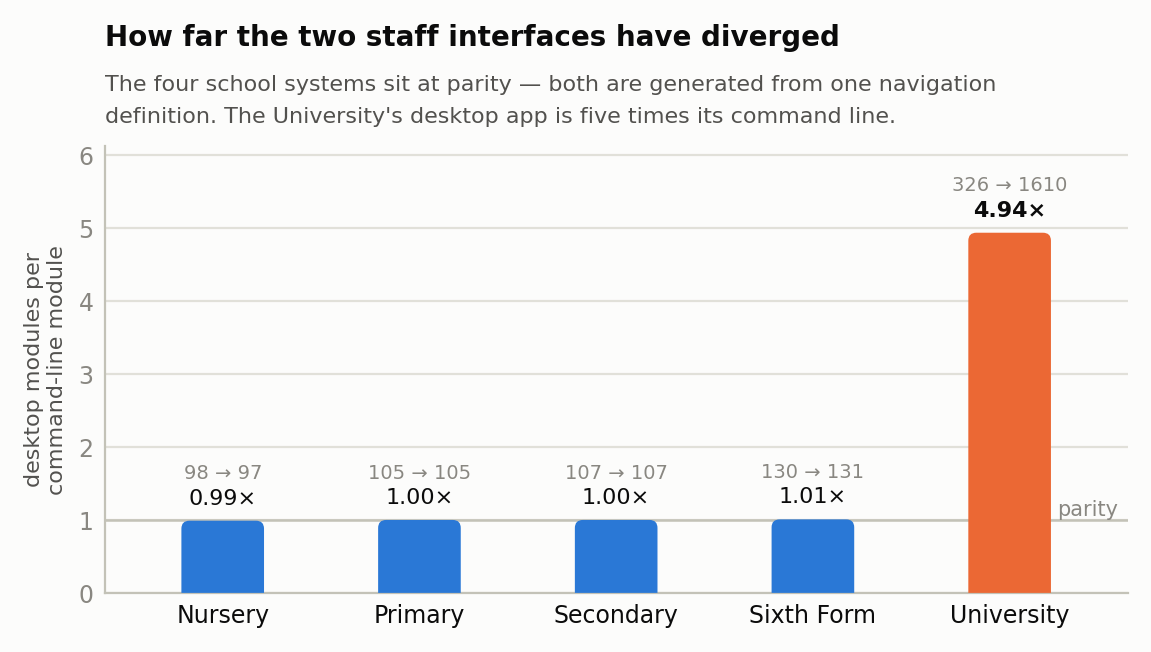 How far the two staff interfaces have diverged
The four school systems sit at parity — both are generated from one navigation
definition. The University's desktop app is five times its command line.
desktop modules per
command-line module
6
5
4
3
2
1
0
98 → 97
0.99×
105 → 105
1.00×
107 → 107
1.00×
130 → 131
1.01×
326 → 1610
4.94×
parity
Nursery
Primary
Secondary
Sixth Form
University